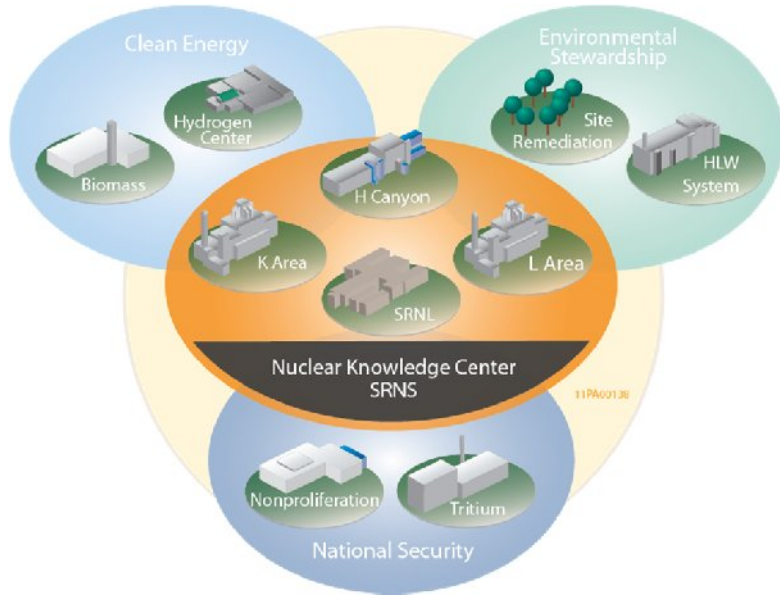 Clean Energy
Hydrogen
Center
Biomass
Environmental
Stewardship
Site
Remediation
HLW
System
H Canyon
K Area
L Area
SRNL
Nuclear Knowledge Center
SRNS
11PA00138
Nonproliferation
Tritium
National Security